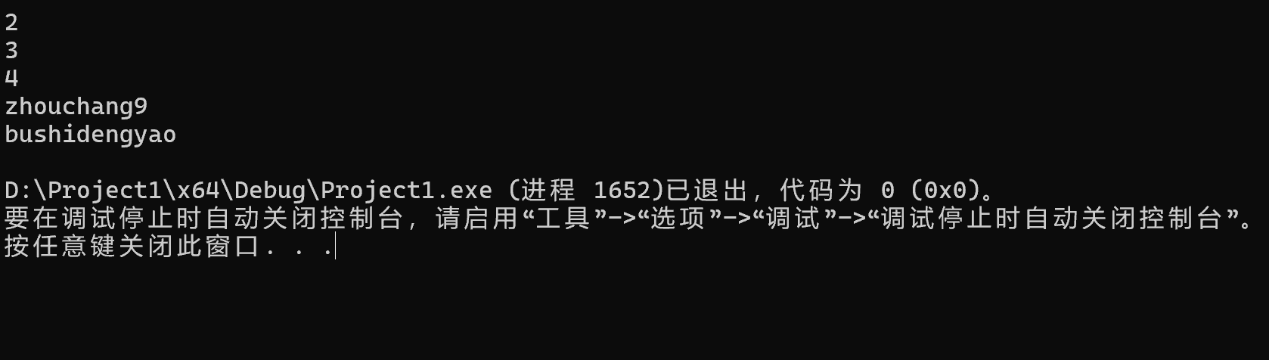 2
3
4
zhouchang9
bushidengyao
D:\Project1\x64\Debug\Project1.exe (进程 1652)已退出，代码为 0 (0x0)。
要在调试停止时自动关闭控制台，请启用“工具”->“选项”->“调试”->“调试停止时自动关闭控制台”。
按任意键关闭此窗口. . .